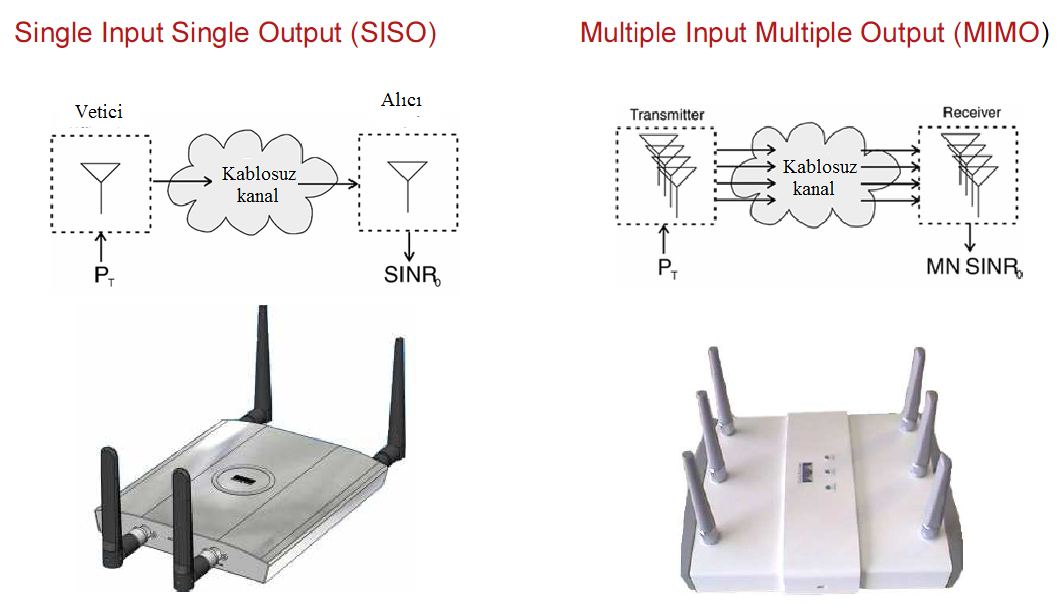 Single Input Single Output (SISO)
Multiple Input Multiple Output (MIMO)
Vetici
Alıcı
Kablosuz
kanal
PT
SINR0
Transmitter
Receiver
Kablosuz
kanal
PT
MN SINR0